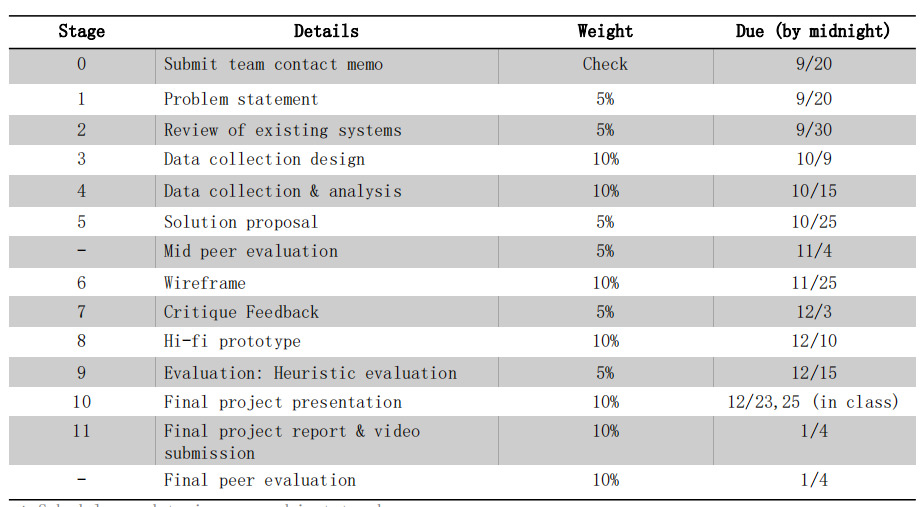 Stage Details Weight Due (by midnight)
0 Submit team contact memo Check 9/20
1 Problem statement 5% 9/20
2 Review of existing systems 5% 9/30
3 Data collection design 10% 10/9
4 Data collection & analysis 10% 10/15
5 Solution proposal 5% 10/25
- Mid peer evaluation 5% 11/4
6 Wireframe 10% 11/25
7 Critique Feedback 5% 12/3
8 Hi-fi prototype 10% 12/10
9 Evaluation: Heuristic evaluation 5% 12/15
10 Final project presentation 10% 12/23,25 (in class)
11 Final project report & video 10% 1/4
submission
- Final peer evaluation 10% 1/4